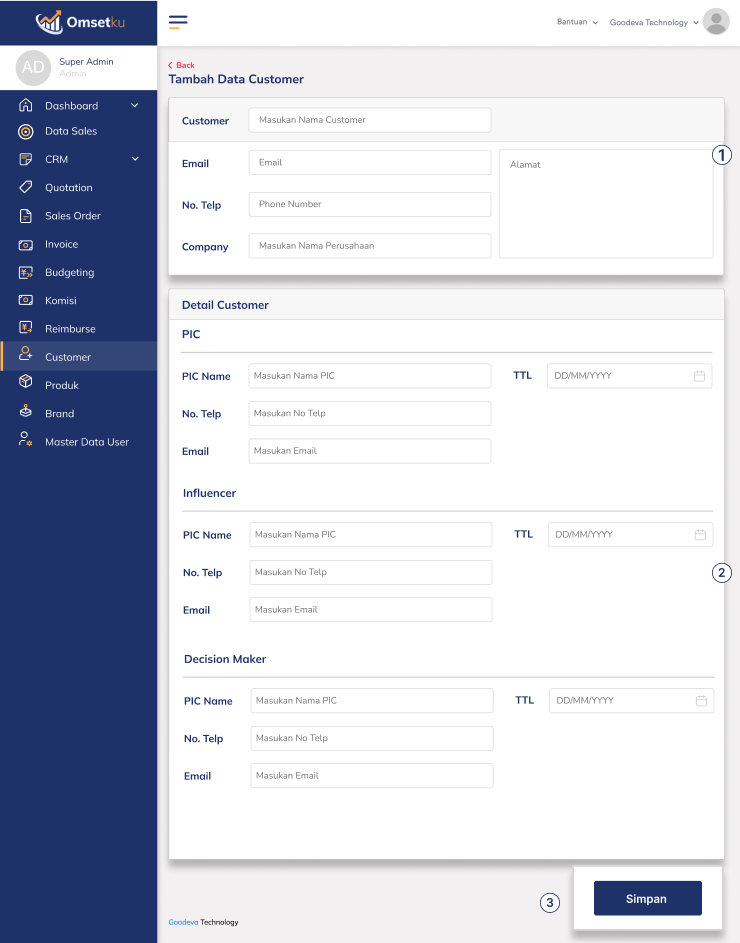 Omsetku
Bantuan
Goodeva Technology
AD
Super Admin
Admin
Dashboard
Data Sales
CRM
Quotation
Sales Order
Invoice
Budgeting
Komisi
Reimburse
Customer
Produk
Brand
Master Data User
Back
Tambah Data Customer
Customer
Masukan Nama Customer
1
Email
Email
Alamat
No. Telp
Phone Number
Company
Masukan Nama Perusahaan
Detail Customer
PIC
PIC Name
Masukan Nama PIC
TTL
DD/MM/YYYY
No. Telp
Masukan No Telp
Email
Masukan Email
Influencer
PIC Name
Masukan Nama PIC
TTL
DD/MM/YYYY
No. Telp
Masukan No Telp
2
Email
Masukan Email
Decision Maker
PIC Name
Masukan Nama PIC
TTL
DD/MM/YYYY
No. Telp
Masukan No Telp
Email
Masukan Email
3
Simpan
Goodeva Technology